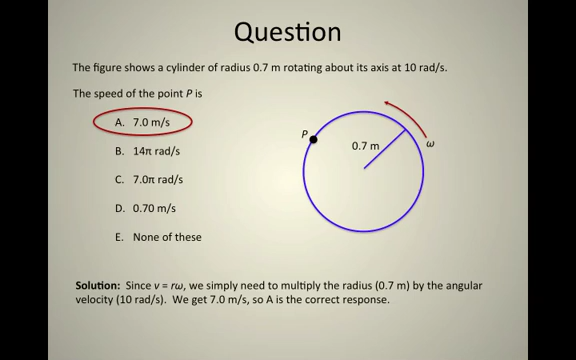 Question
The figure shows a cylinder of radius 0.7 m rotating about its axis at 10 rad/s.
The speed of the point P is
A. 7.0 m/s
B. 14π rad/s
C. 7.0π rad/s
D. 0.70 m/s
E. None of these
P
0.7 m
ω
Solution: Since v = rω, we simply need to multiply the radius (0.7 m) by the angular
velocity (10 rad/s). We get 7.0 m/s, so A is the correct response.